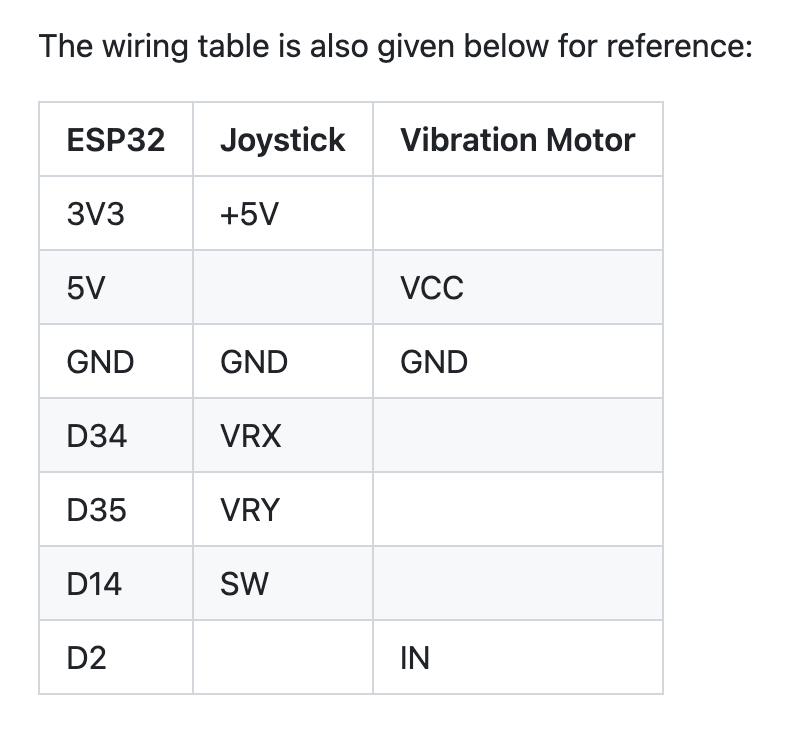 The wiring table is also given below for reference:
ESP32 Joystick Vibration Motor
3V3 +5V
5V VCC
GND GND GND
D34 VRX
D35 VRY
D14 SW
D2 IN